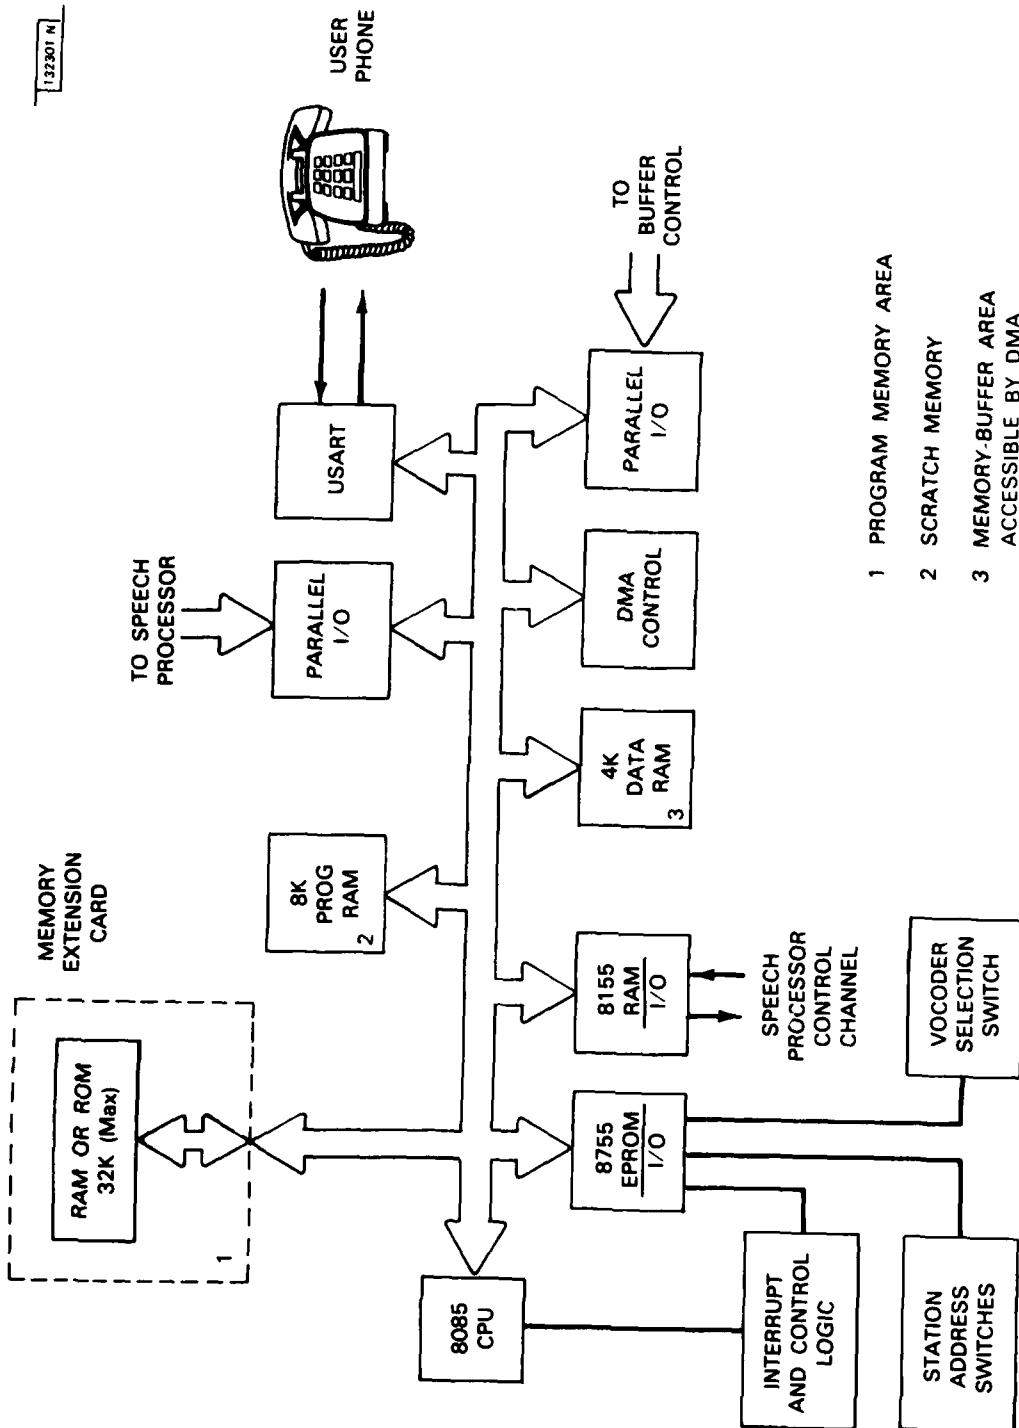 132301 N
MEMORY
EXTENSION
CARD
RAM OR ROM
32K (Max)
1
8K
PROG
RAM
2
TO SPEECH
PROCESSOR
PARALLEL
I/O
USART
USER
PHONE
8085
CPU
8755
EPROM
I/O
8155
RAM
I/O
4K
DATA
RAM
3
DMA
CONTROL
PARALLEL
I/O
TO
BUFFER
CONTROL
SPEECH
PROCESSOR
CONTROL
CHANNEL
INTERRUPT
AND CONTROL
LOGIC
STATION
ADDRESS
SWITCHES
VOCODER
SELECTION
SWITCH
1 PROGRAM MEMORY AREA
2 SCRATCH MEMORY
3 MEMORY-BUFFER AREA
ACCESSIBLE BY DMA